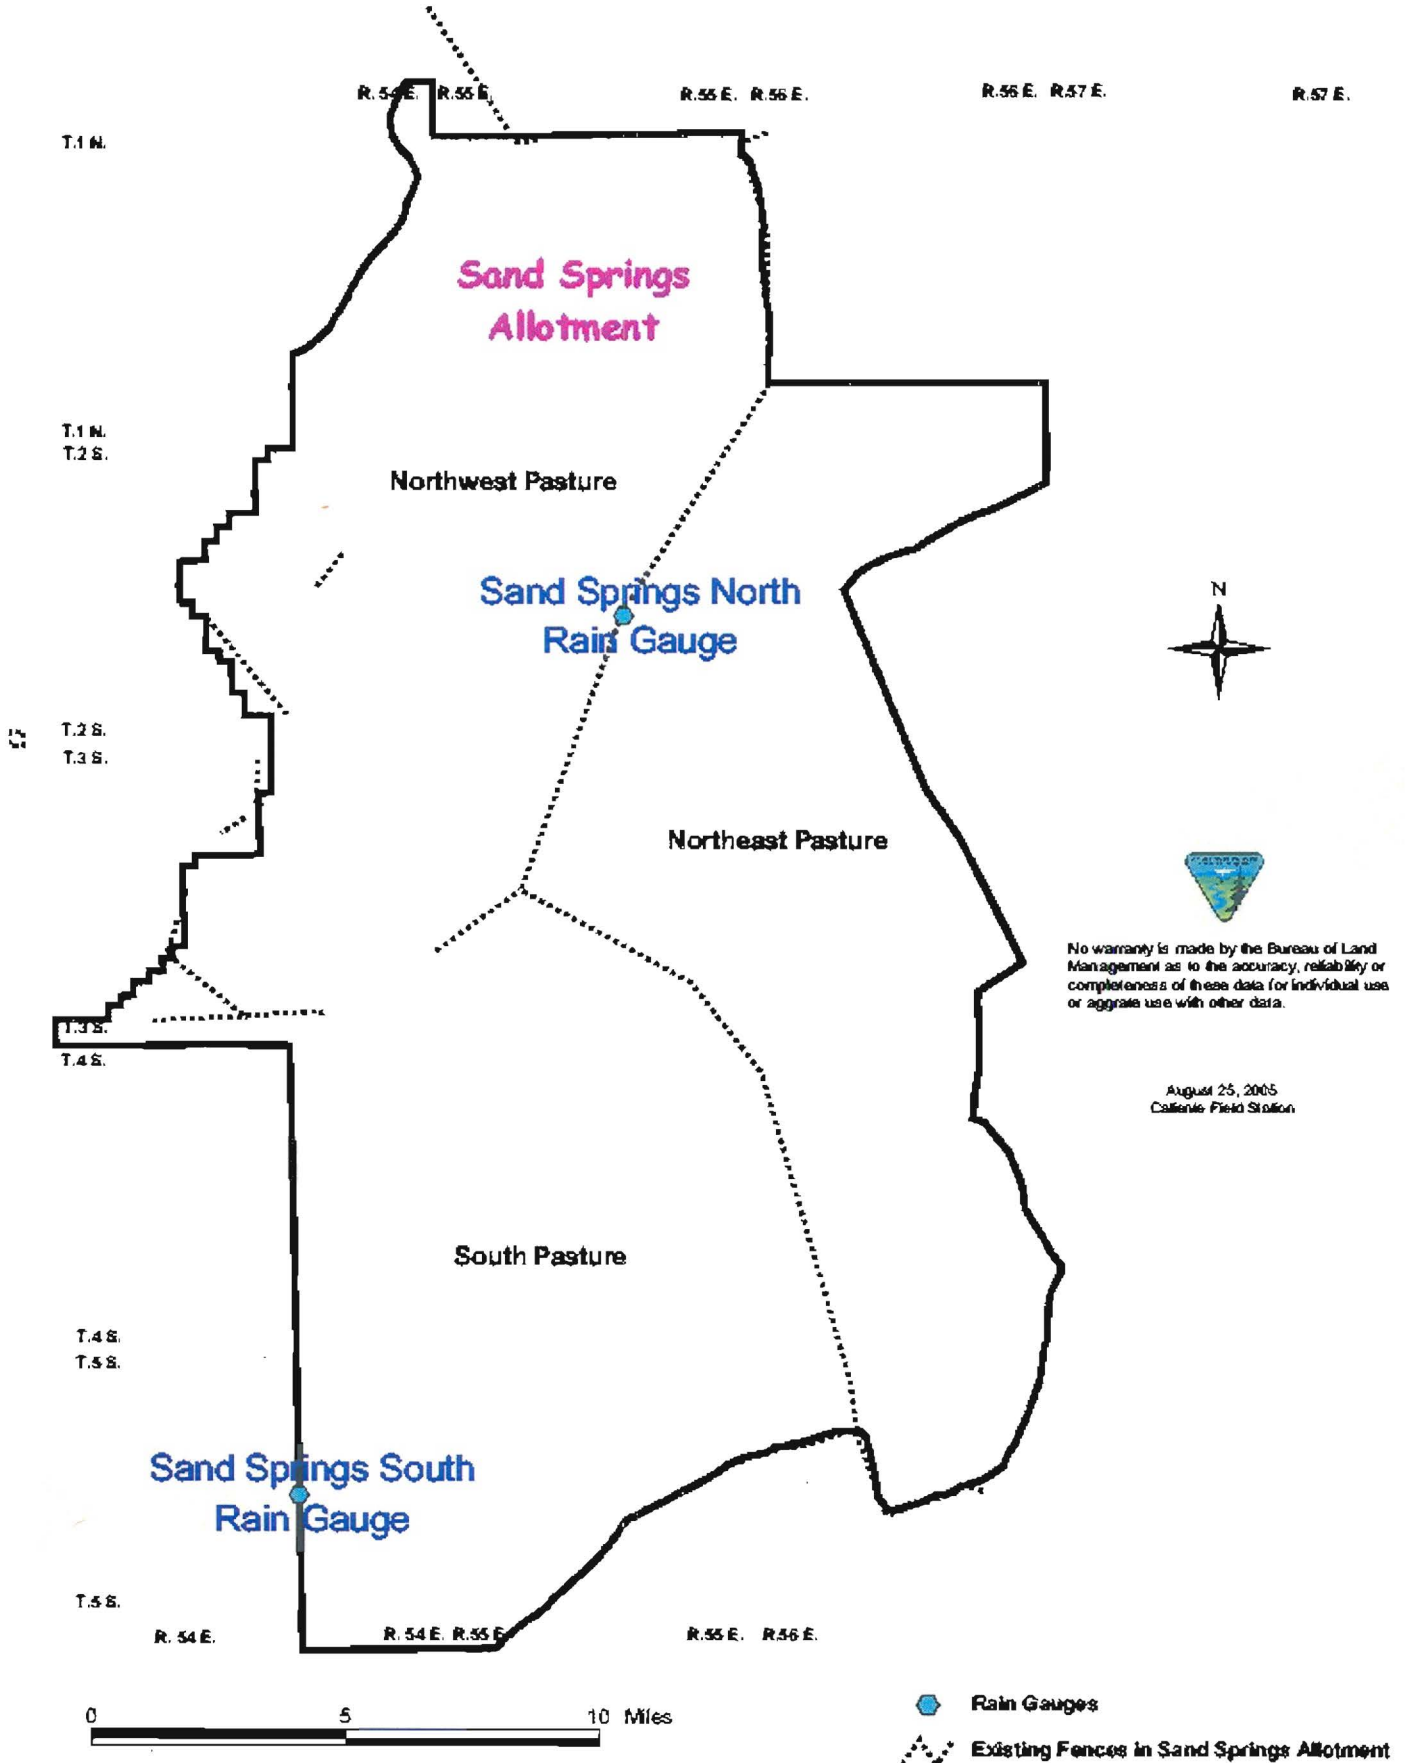 R. 54 E. R.55 E. R.55 E. R.56 E. R.56 E. R.57 E. R.57 E.
T.1 N.
Sand Springs
Allotment
T.1 N.
T.2 S.
Northwest Pasture
Sand Springs North
Rain Gauge
N
T.2 S.
T.3 S.
Northeast Pasture
No warranty is made by the Bureau of Land
Management as to the accuracy, reliability or
completeness of these data for individual use
or aggrate use with other data.
T.3 S.
T.4 S.
August 25, 2005
Caliente Field Station
South Pasture
T.4 S.
T.5 S.
Sand Springs South
Rain Gauge
T.5 S.
R. 54 E. R. 54 E. R.55 E. R.55 E. R.56 E.
0 5 10 Miles
Rain Gauges
Existing Fences in Sand Springs Allotment